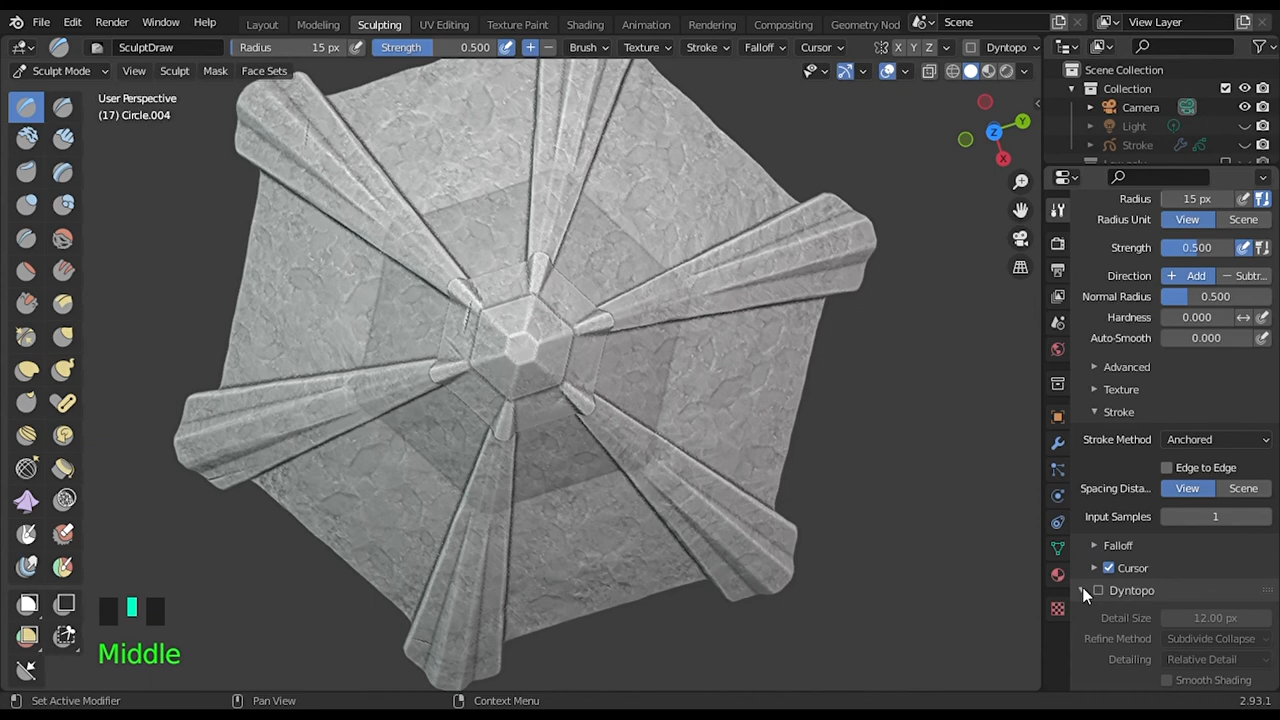 File Edit Render Window Help Layout Modeling Sculpting UV Editing Texture Paint Shading Animation Rendering Compositing Geometry Nod Scene View Layer
SculptDraw Radius 15 px Strength 0.500 Brush Texture Stroke Falloff Cursor X Y Z Dyntopo
Sculpt Mode View Sculpt Mask Face Sets
Scene Collection
Collection
Camera
Light
Stroke
User Perspective
(17) Circle.004
Y
Z
X
Radius 15 px
Radius Unit View Scene
Strength 0.500
Direction Add Subtr...
Normal Radius 0.500
Hardness 0.000
Auto-Smooth 0.000
Advanced
Texture
Stroke
Stroke Method Anchored
Edge to Edge
Spacing Dista... View Scene
Input Samples 1
Falloff
Cursor
Dyntopo
Detail Size 12.00 px
Refine Method Subdivide Collapse
Detailing Relative Detail
Smooth Shading
Middle
Set Active Modifier Pan View Context Menu 2.93.1